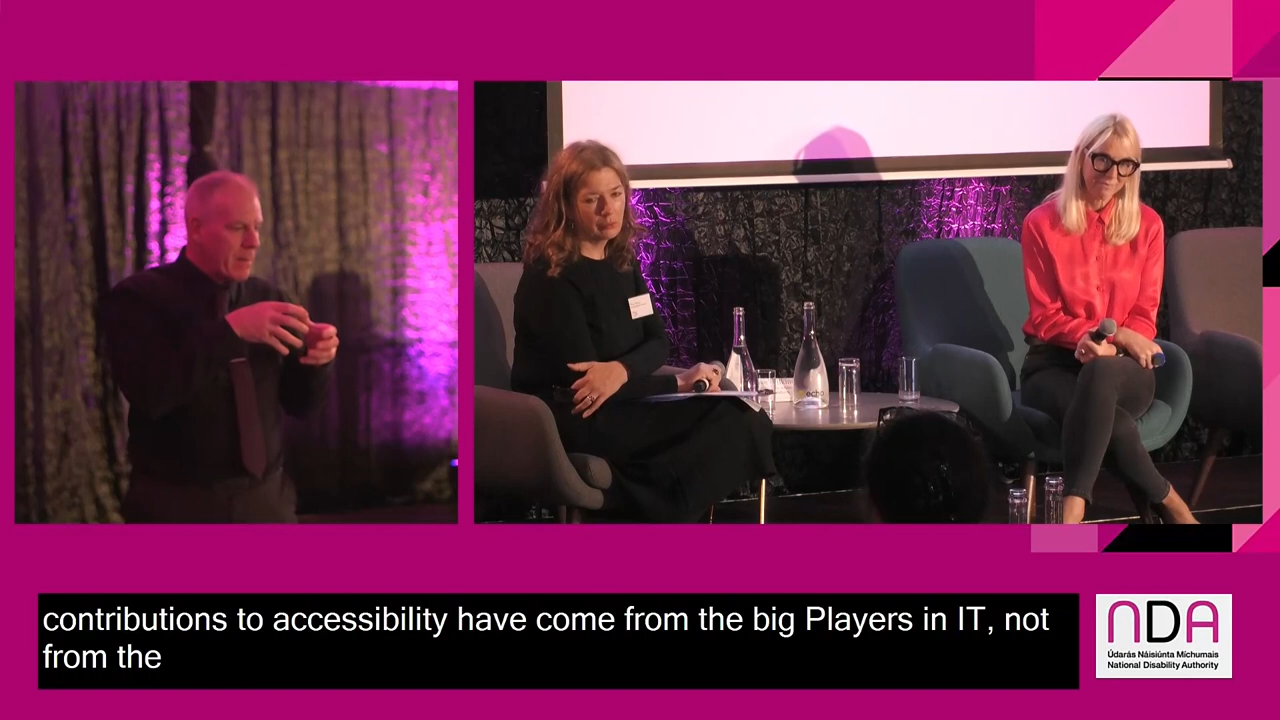 echo
contributions to accessibility have come from the big Players in IT, not
from the
NDA
Údarás Náisiúnta Míchumais
National Disability Authority